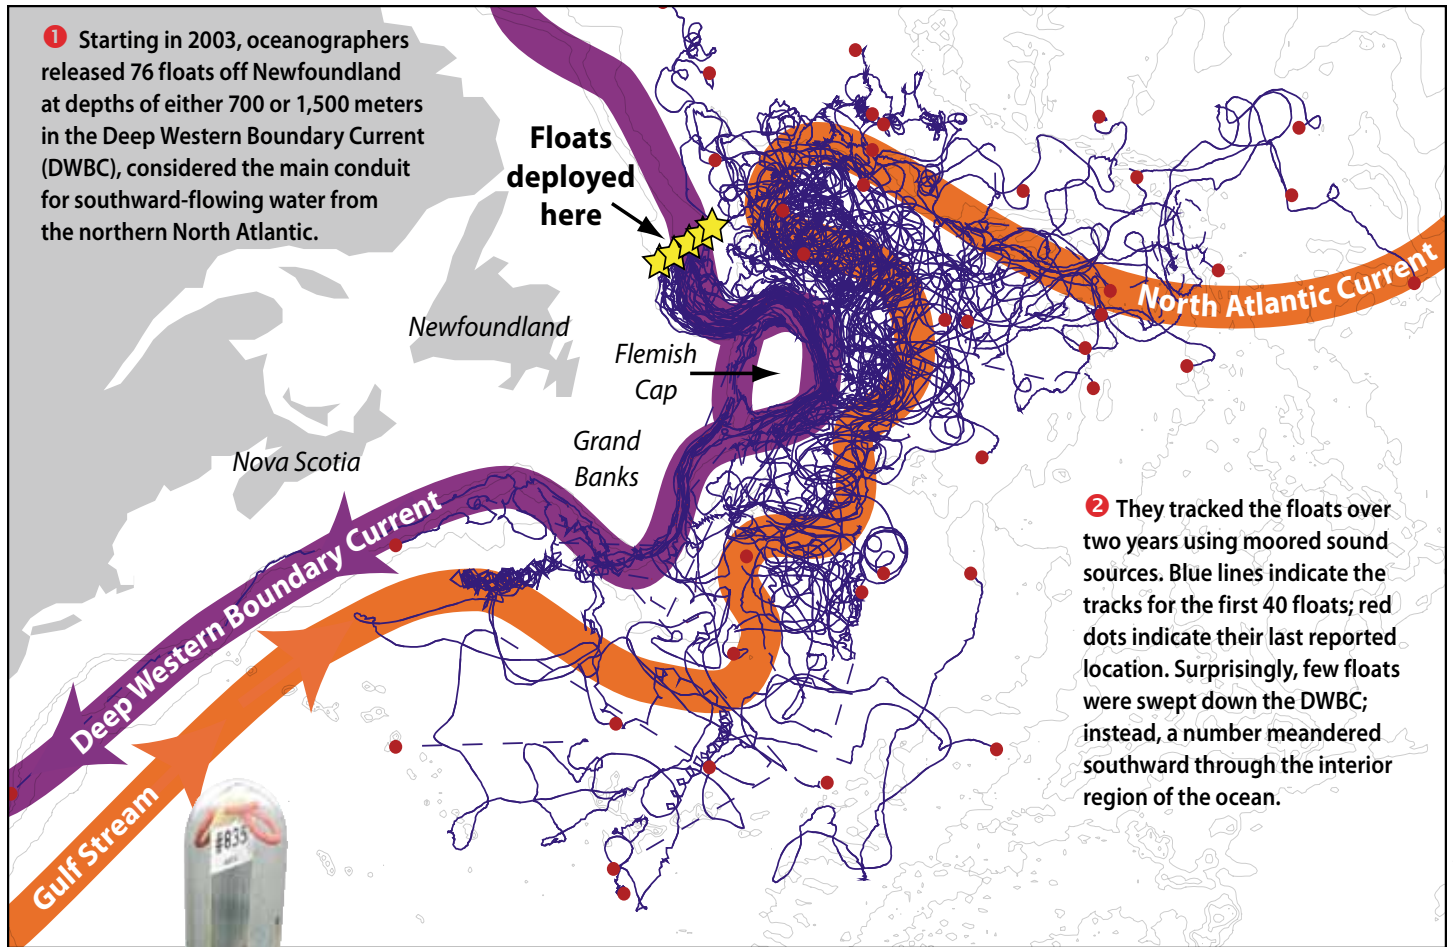 1 Starting in 2003, oceanographers
released 76 floats off Newfoundland
at depths of either 700 or 1,500 meters
in the Deep Western Boundary Current
(DWBC), considered the main conduit
for southward-flowing water from
the northern North Atlantic.
Floats
deployed
here
North Atlantic Current
Newfoundland
Flemish
Cap
Grand
Banks
Nova Scotia
Deep Western Boundary Current
Gulf Stream
#835
2 They tracked the floats over
two years using moored sound
sources. Blue lines indicate the
tracks for the first 40 floats; red
dots indicate their last reported
location. Surprisingly, few floats
were swept down the DWBC;
instead, a number meandered
southward through the interior
region of the ocean.